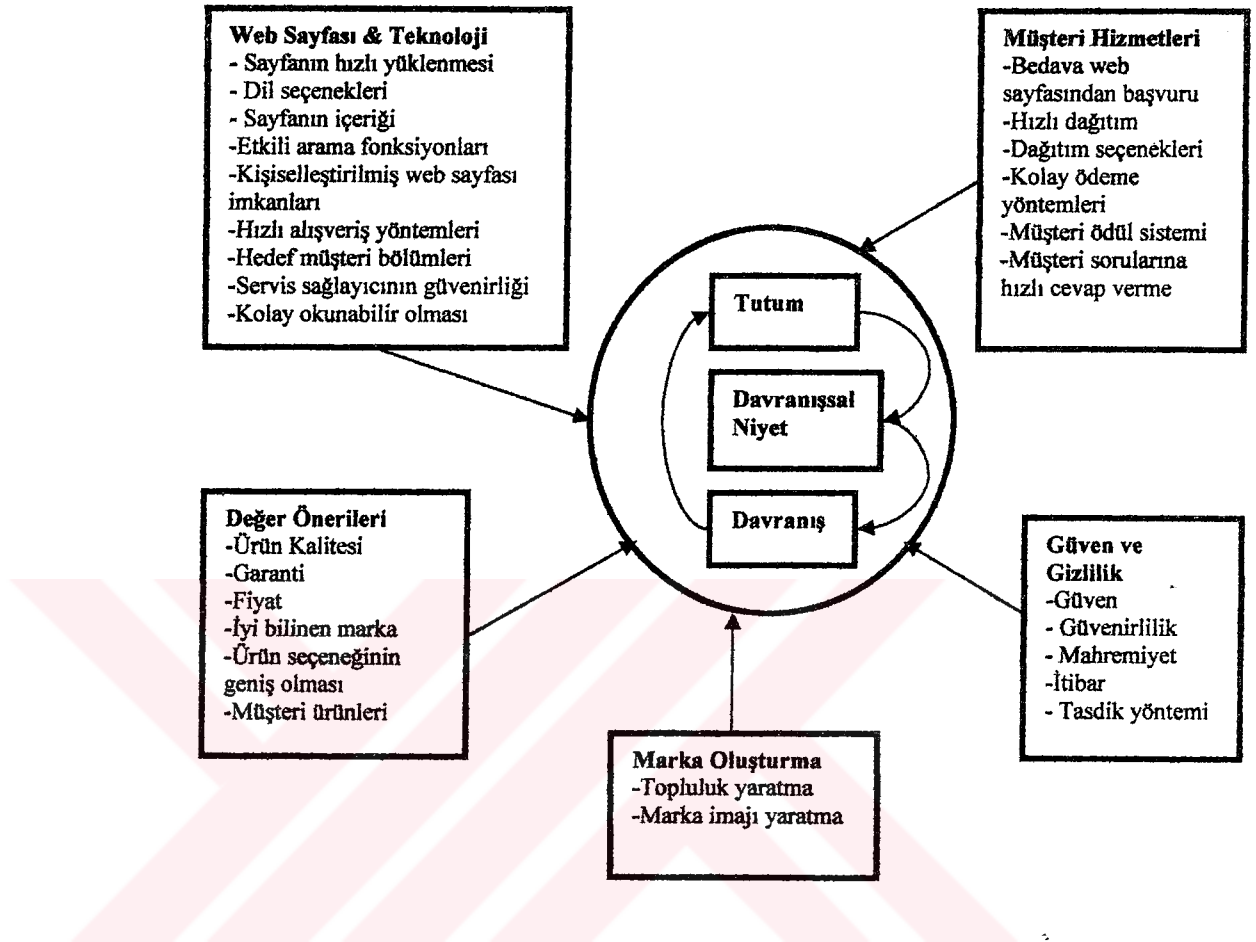 Web Sayfası & Teknoloji
- Sayfanın hızlı yüklenmesi
- Dil seçenekleri
- Sayfanın içeriği
-Etkili arama fonksiyonları
-Kişiselleştirilmiş web sayfası
imkanları
-Hızlı alışveriş yöntemleri
-Hedef müşteri bölümleri
-Servis sağlayıcının güvenirliği
-Kolay okunabilir olması
Müşteri Hizmetleri
-Bedava web
sayfasından başvuru
-Hızlı dağıtım
-Dağıtım seçenekleri
-Kolay ödeme
yöntemleri
-Müşteri ödül sistemi
-Müşteri sorularına
hızlı cevap verme
Tutum
Davranışsal
Niyet
Davranış
Değer Önerileri
-Ürün Kalitesi
-Garanti
-Fiyat
-İyi bilinen marka
-Ürün seçeneğinin
geniş olması
-Müşteri ürünleri
Güven ve
Gizlilik
-Güven
- Güvenirlilik
- Mahremiyet
-İtibar
- Tasdik yöntemi
Marka Oluşturma
-Topluluk yaratma
-Marka imajı yaratma